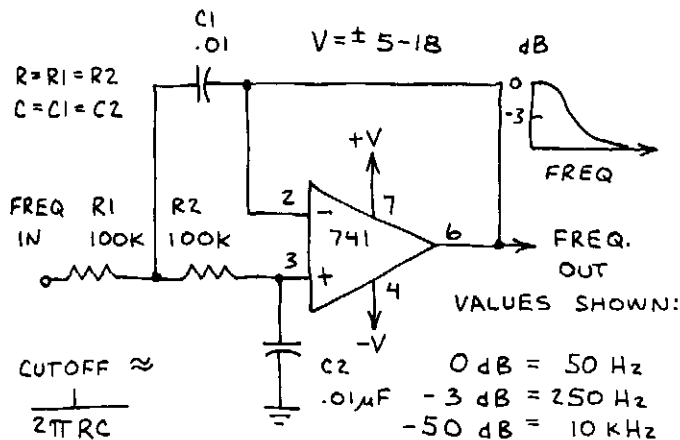 C1
.01
V = ± 5-18
dB
R = R1 = R2
C = C1 = C2
0
-3
FREQ
+V
FREQ IN
R1
100K
R2
100K
2
-
7
741
6
3
+
4
-V
FREQ. OUT
VALUES SHOWN:
0 dB = 50 Hz
-3 dB = 250 Hz
-50 dB = 10 kHz
C2
.01μF
CUTOFF ≈
1
2πRC